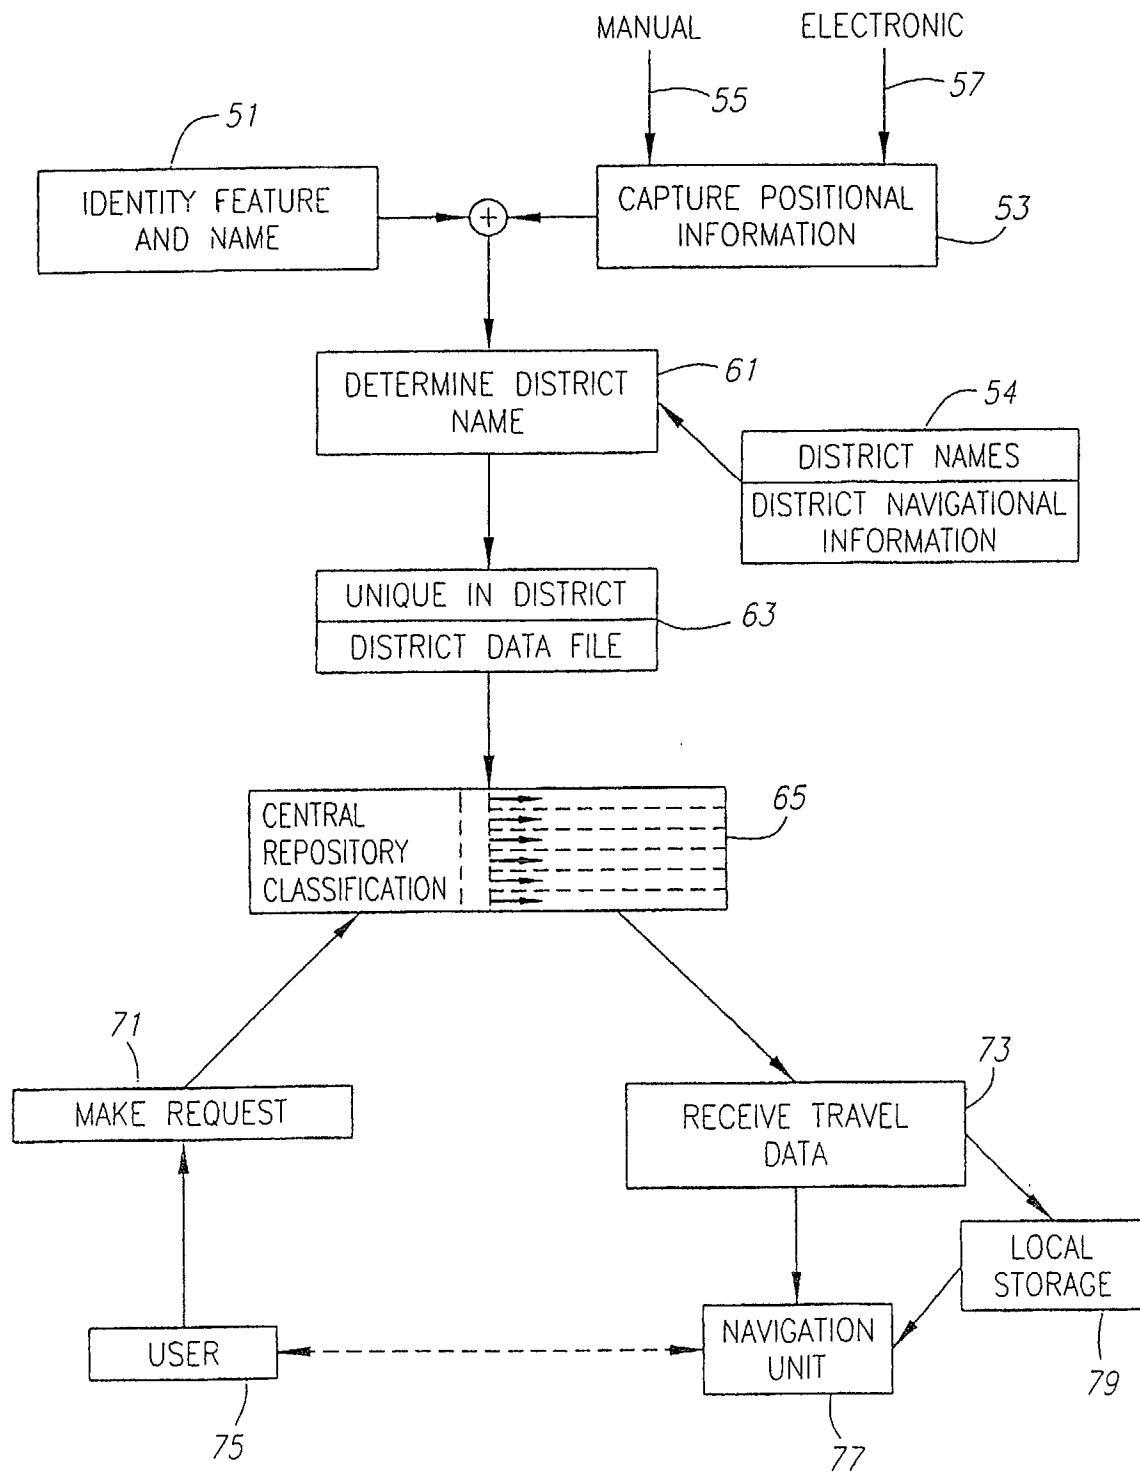 MANUAL
ELECTRONIC
55
57
51
IDENTITY FEATURE
AND NAME
+
CAPTURE POSITIONAL
INFORMATION
53
DETERMINE DISTRICT
NAME
61
54
DISTRICT NAMES
DISTRICT NAVIGATIONAL
INFORMATION
UNIQUE IN DISTRICT
DISTRICT DATA FILE
63
CENTRAL
REPOSITORY
CLASSIFICATION
65
71
MAKE REQUEST
73
RECEIVE TRAVEL
DATA
LOCAL
STORAGE
79
USER
75
NAVIGATION
UNIT
77